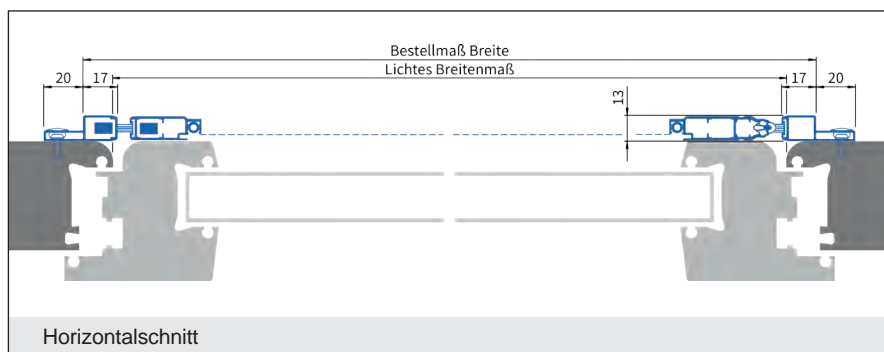 Bestellmaß Breite
Lichtes Breitenmaß
20 17 17 20
13
Horizontalschnitt